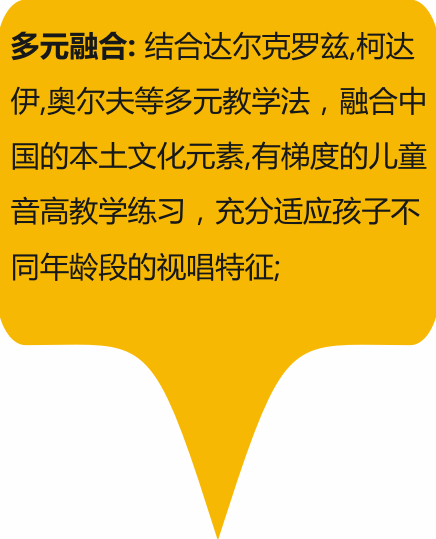 多元融合: 结合达尔克罗兹,柯达
伊,奥尔夫等多元教学法，融合中
国的本土文化元素,有梯度的儿童
音高教学练习，充分适应孩子不
同年龄段的视唱特征;